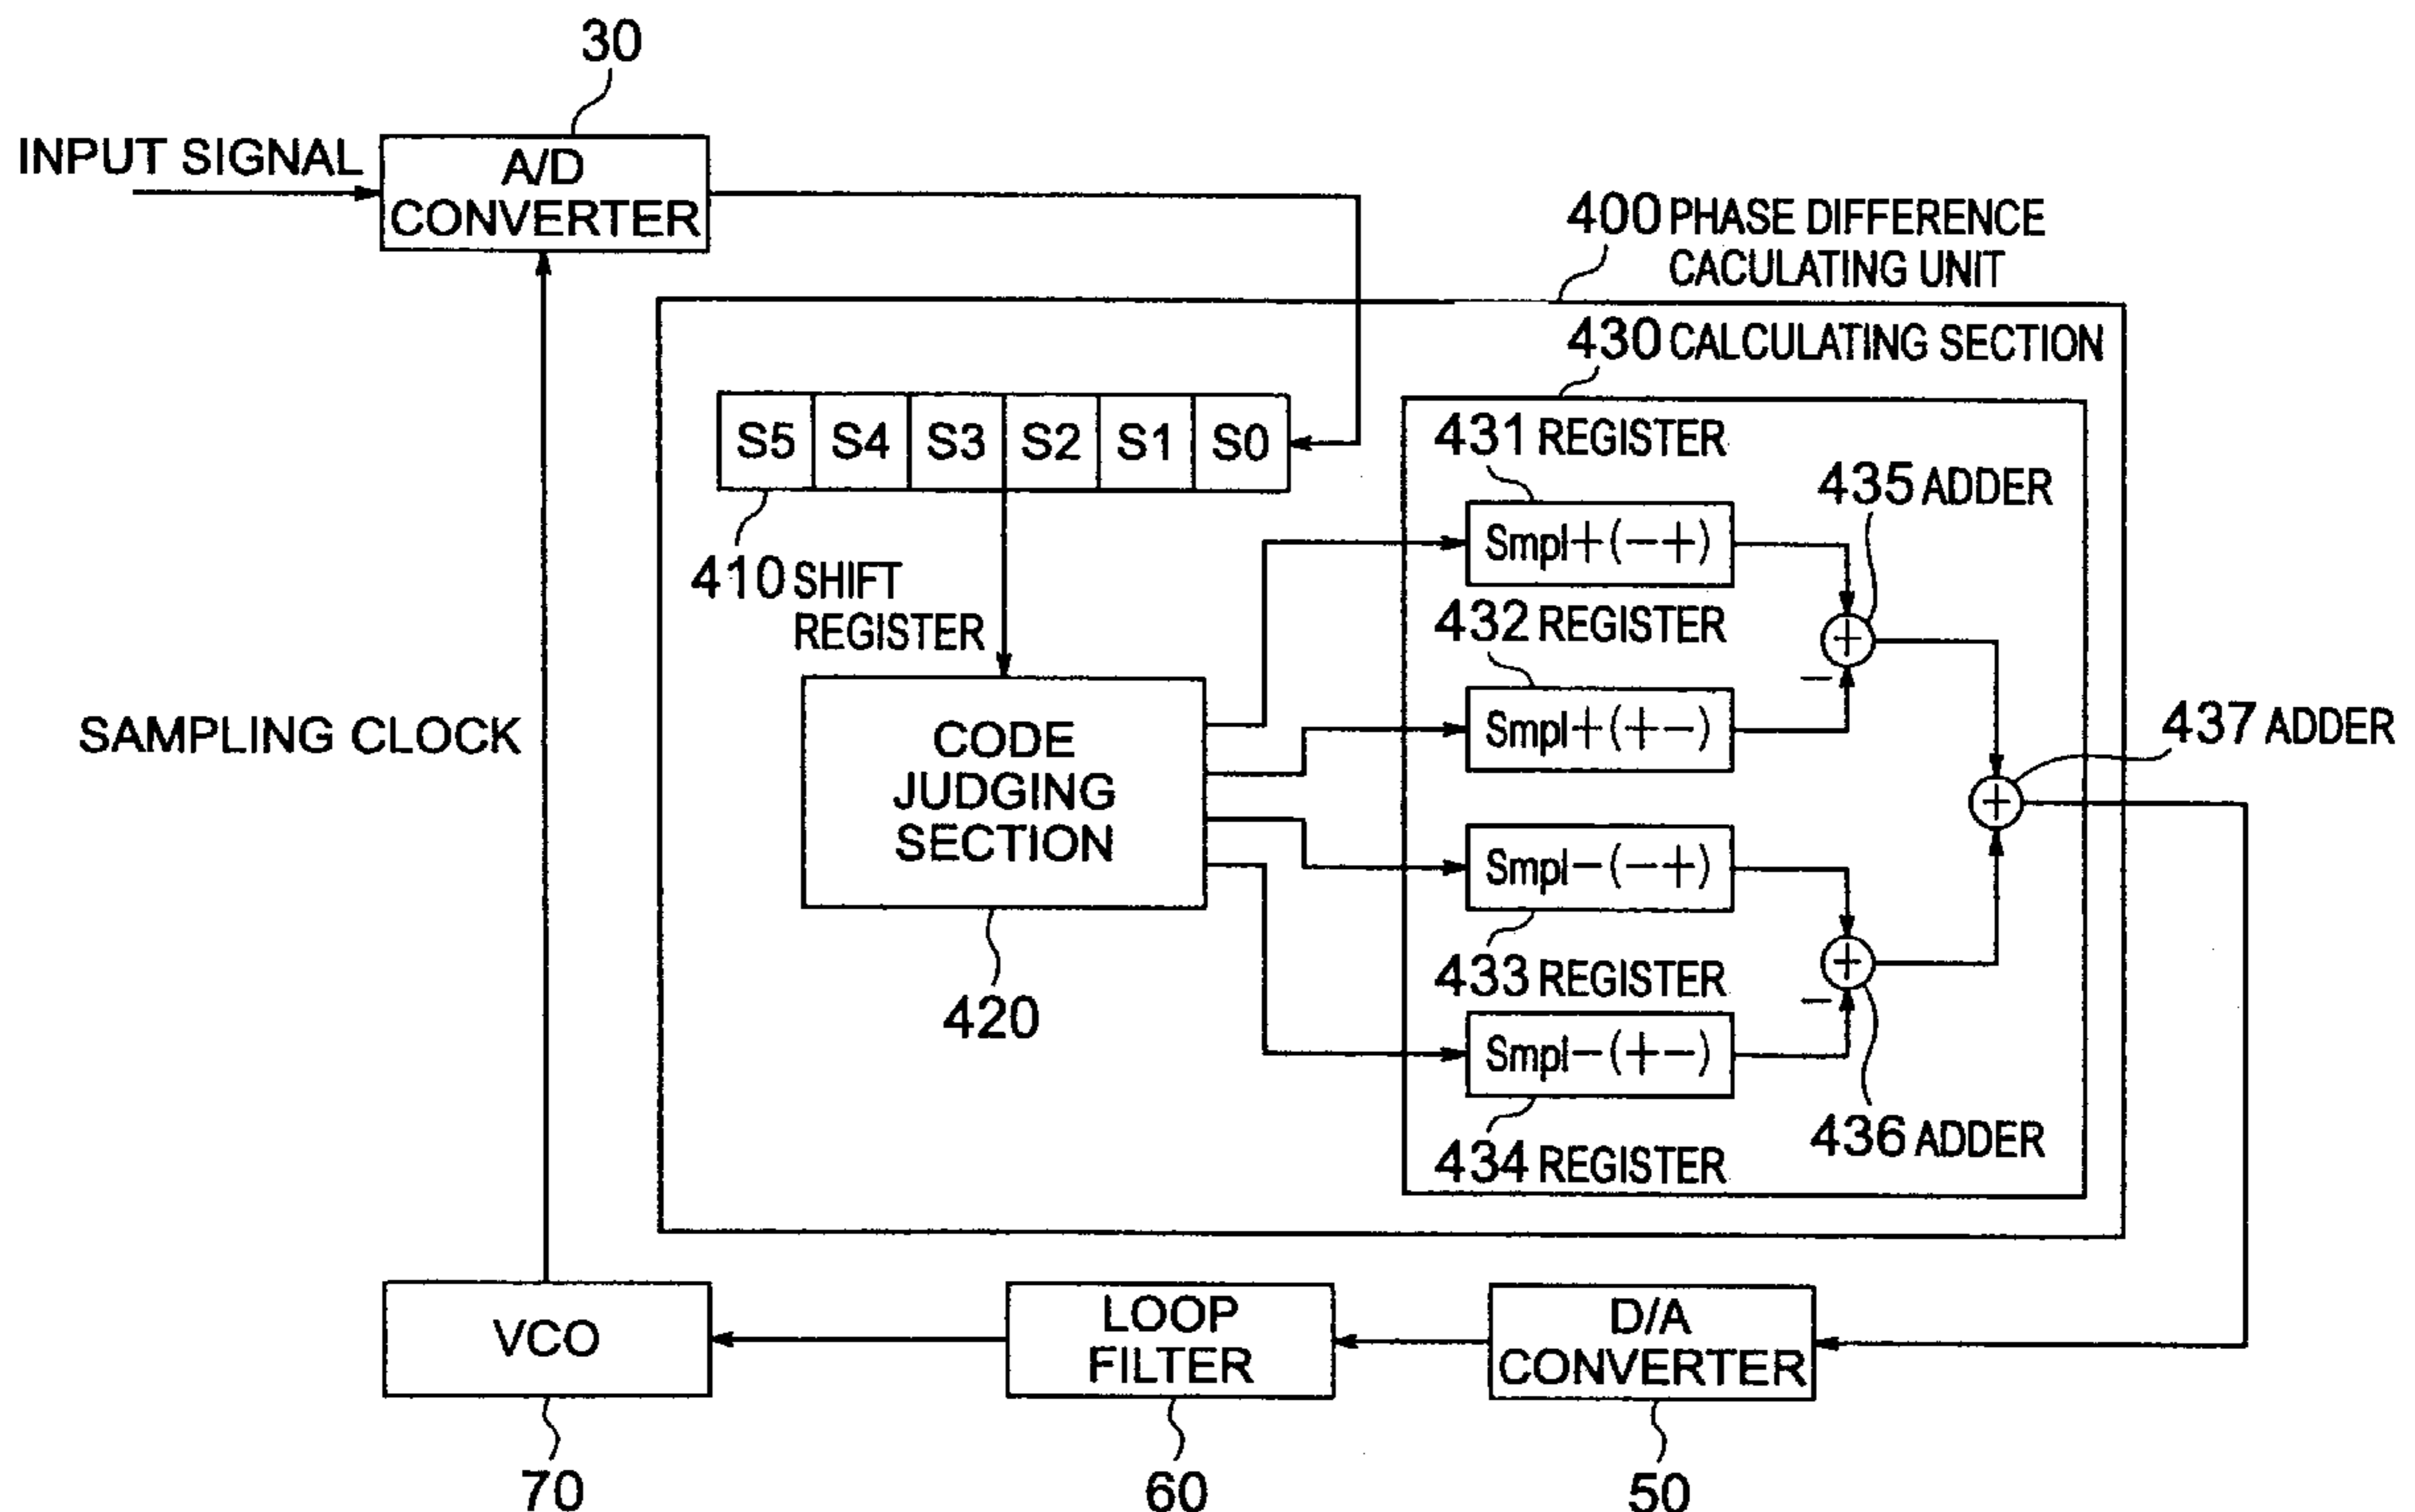 30
INPUT SIGNAL
A/D
CONVERTER
400 PHASE DIFFERENCE
CACULATING UNIT
430 CALCULATING SECTION
S5 S4 S3 S2 S1 S0
431 REGISTER
435 ADDER
Smpl+(−+)
410 SHIFT
REGISTER
432 REGISTER
Smpl+(+−)
+
−
SAMPLING CLOCK
CODE
JUDGING
SECTION
437 ADDER
+
Smpl−(−+)
433 REGISTER
+
−
420
Smpl−(+−)
436 ADDER
434 REGISTER
VCO
LOOP
FILTER
D/A
CONVERTER
70
60
50